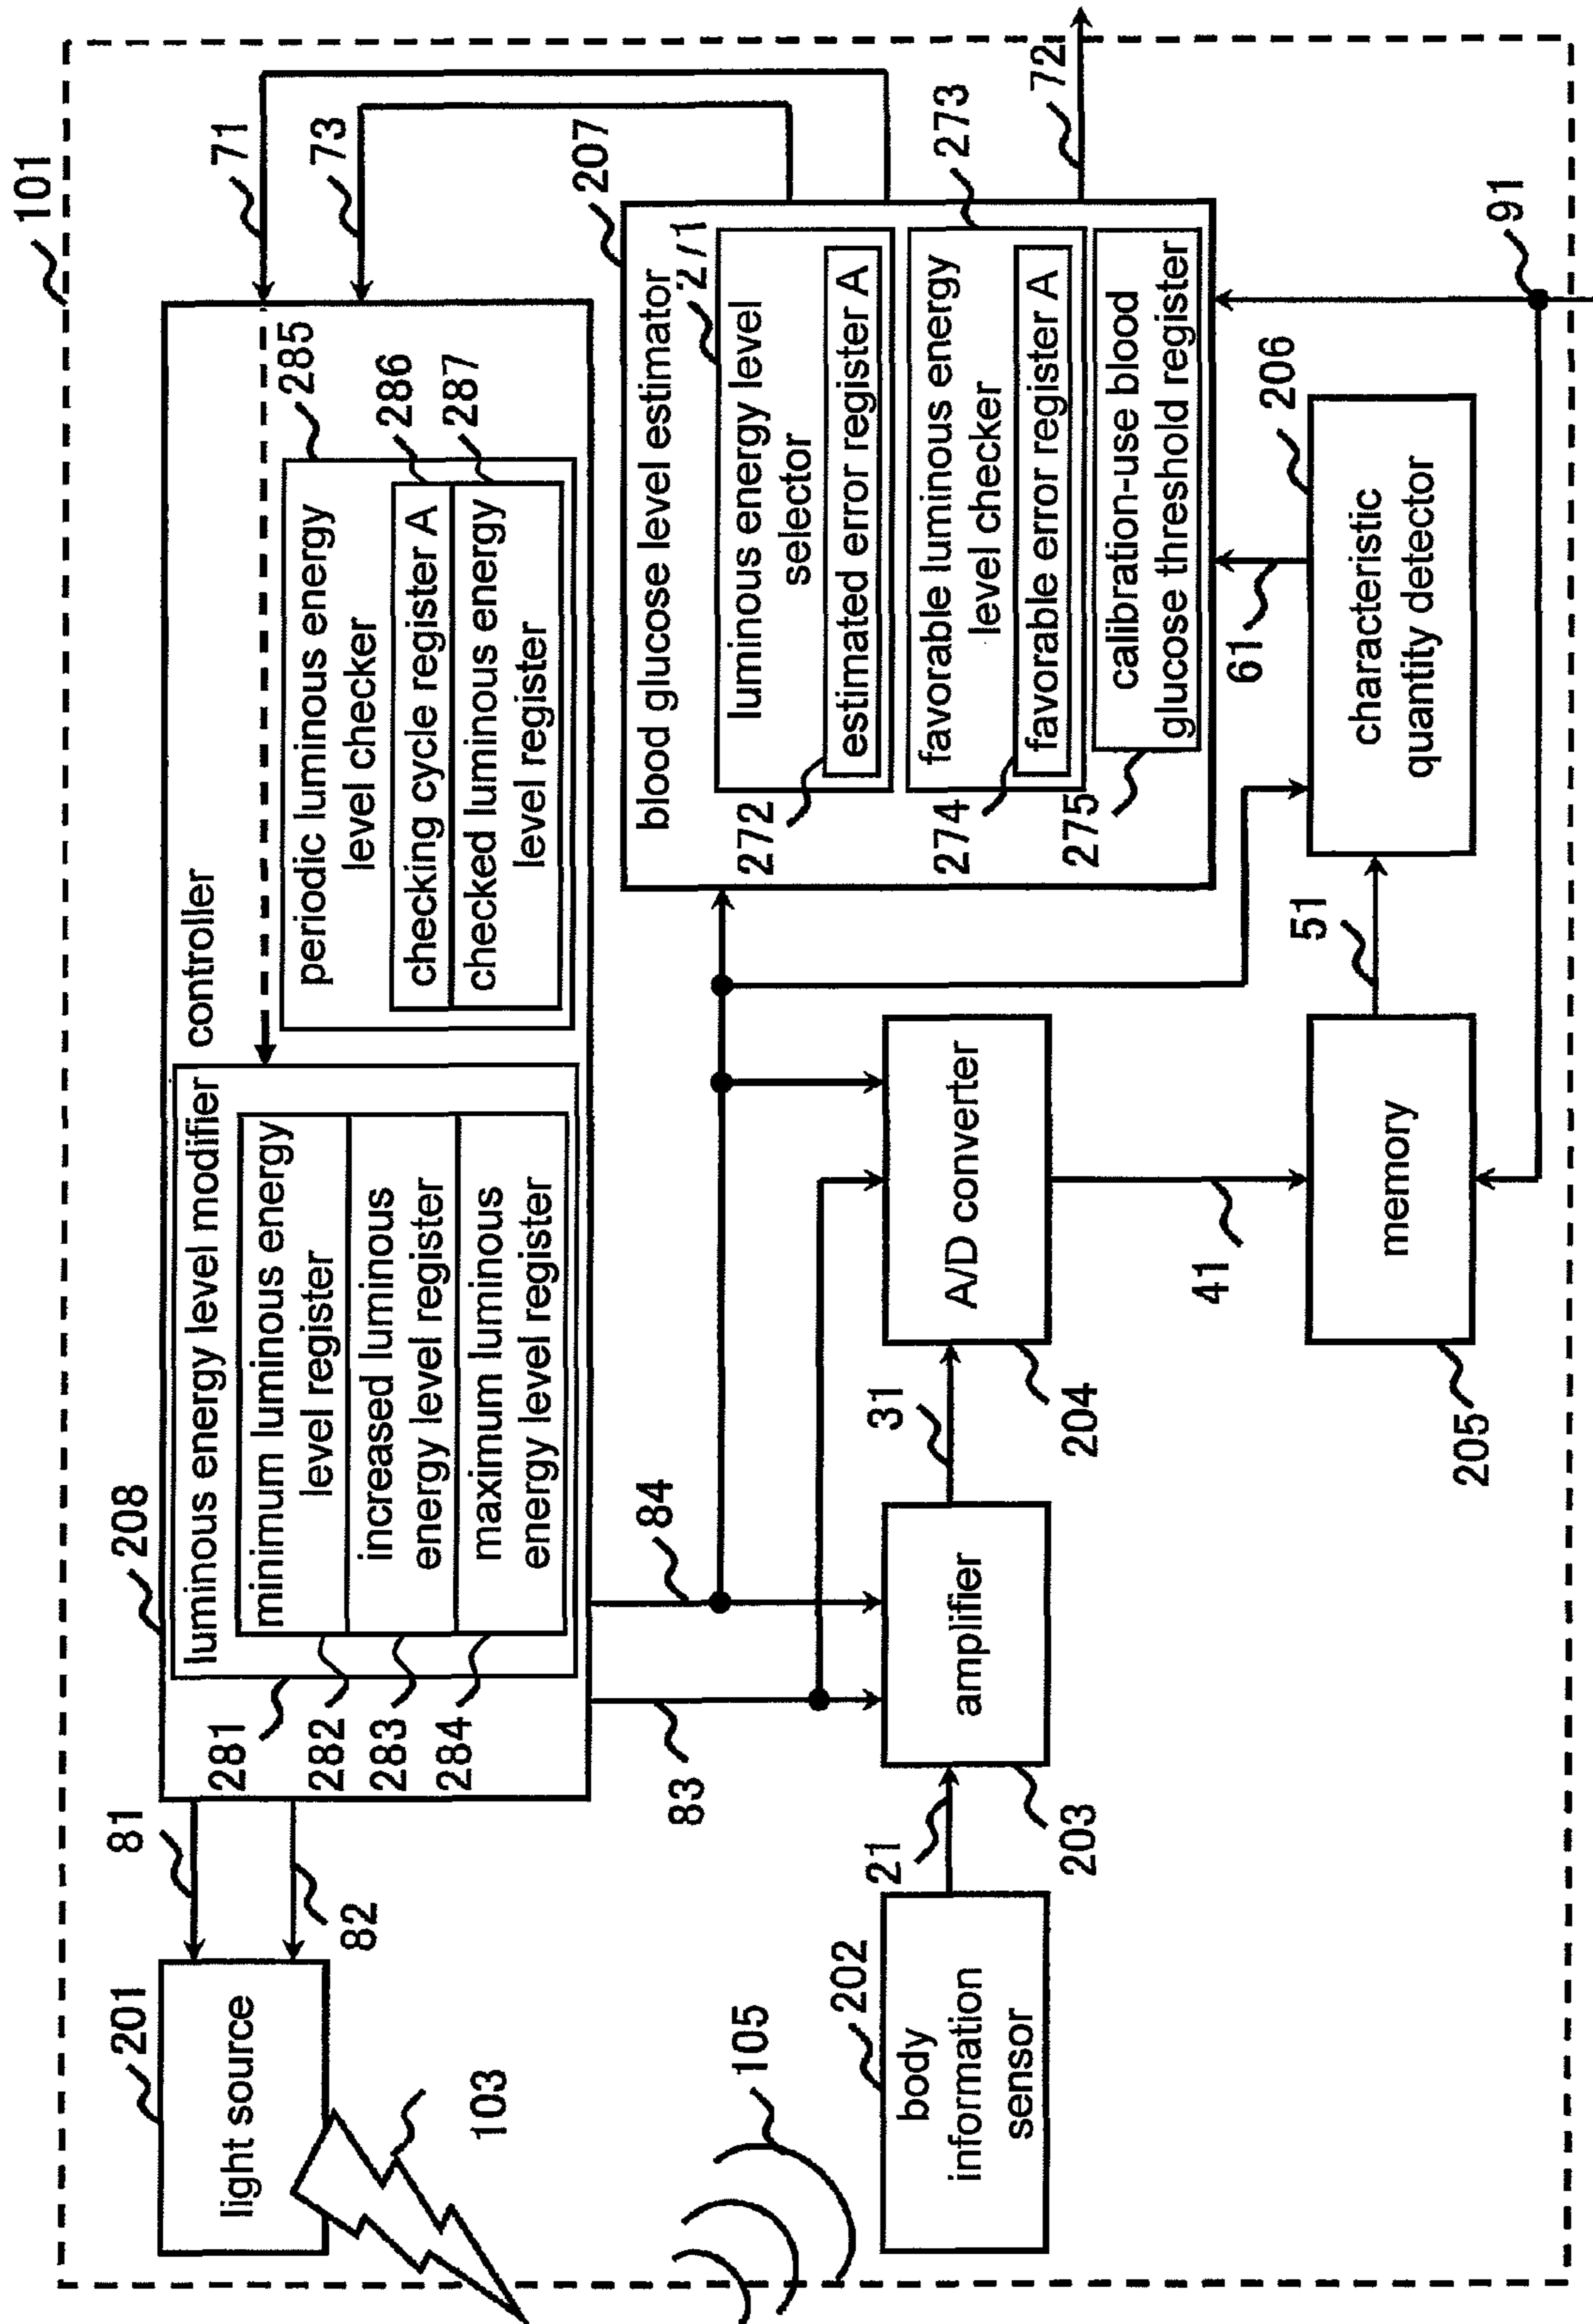 101
208
controller
71
73
luminous energy level modifier
minimum luminous energy
level register
increased luminous
energy level register
maximum luminous
energy level register
281
282
283
284
periodic luminous energy
level checker
checking cycle register A
checked luminous energy
level register
285
286
287
201
light source
81
82
103
83
84
207
blood glucose level estimator
271
luminous energy level
selector
estimated error register A
272
273
favorable luminous energy
level checker
favorable error register A
274
275
calibration-use blood
glucose threshold register
72
105
202
body
information
sensor
21
amplifier
203
31
A/D converter
204
41
memory
205
51
characteristic
quantity detector
206
61
91